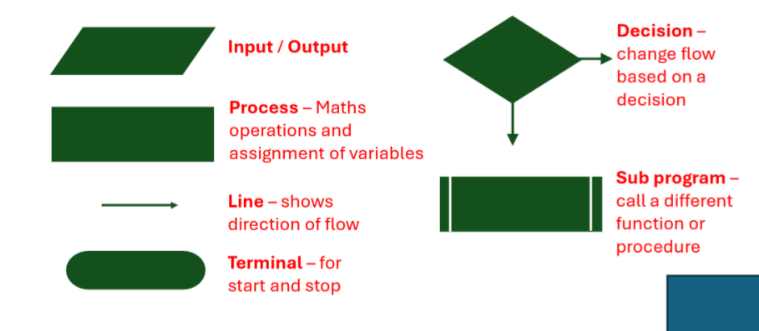 Input / Output
Process – Maths
operations and
assignment of variables
Line – shows
direction of flow
Terminal – for
start and stop
Decision –
change flow
based on a
decision
Sub program –
call a different
function or
procedure